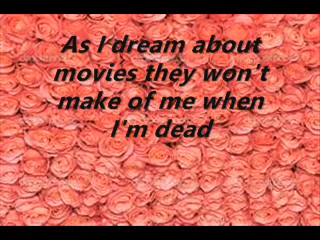 As I dream about
movies they won't
make of me when
I'm dead